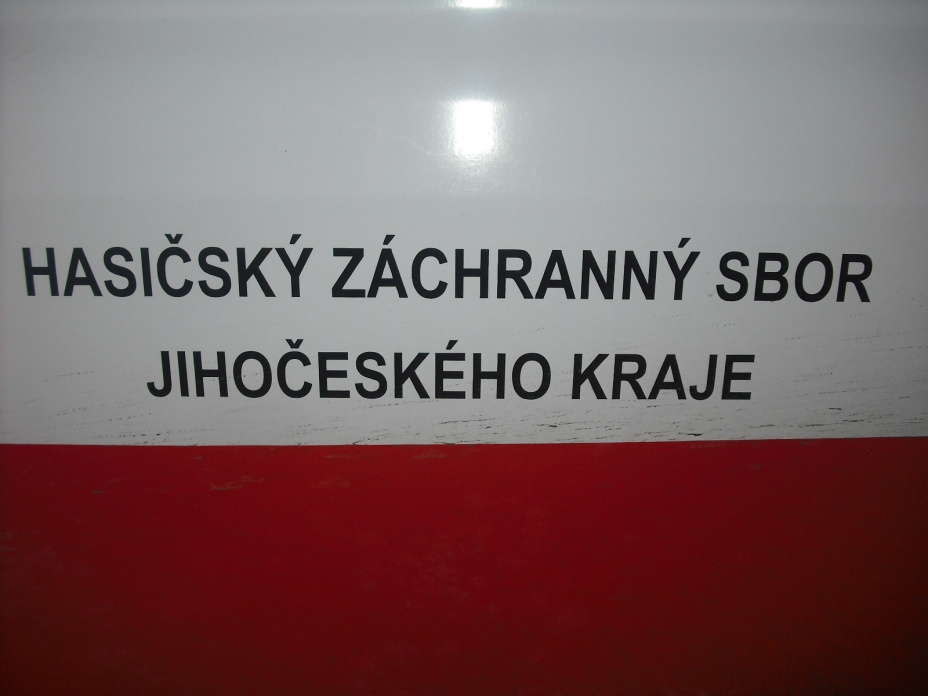 HASIČSKÝ ZÁCHRANNÝ SBOR
JIHOČESKÉHO KRAJE